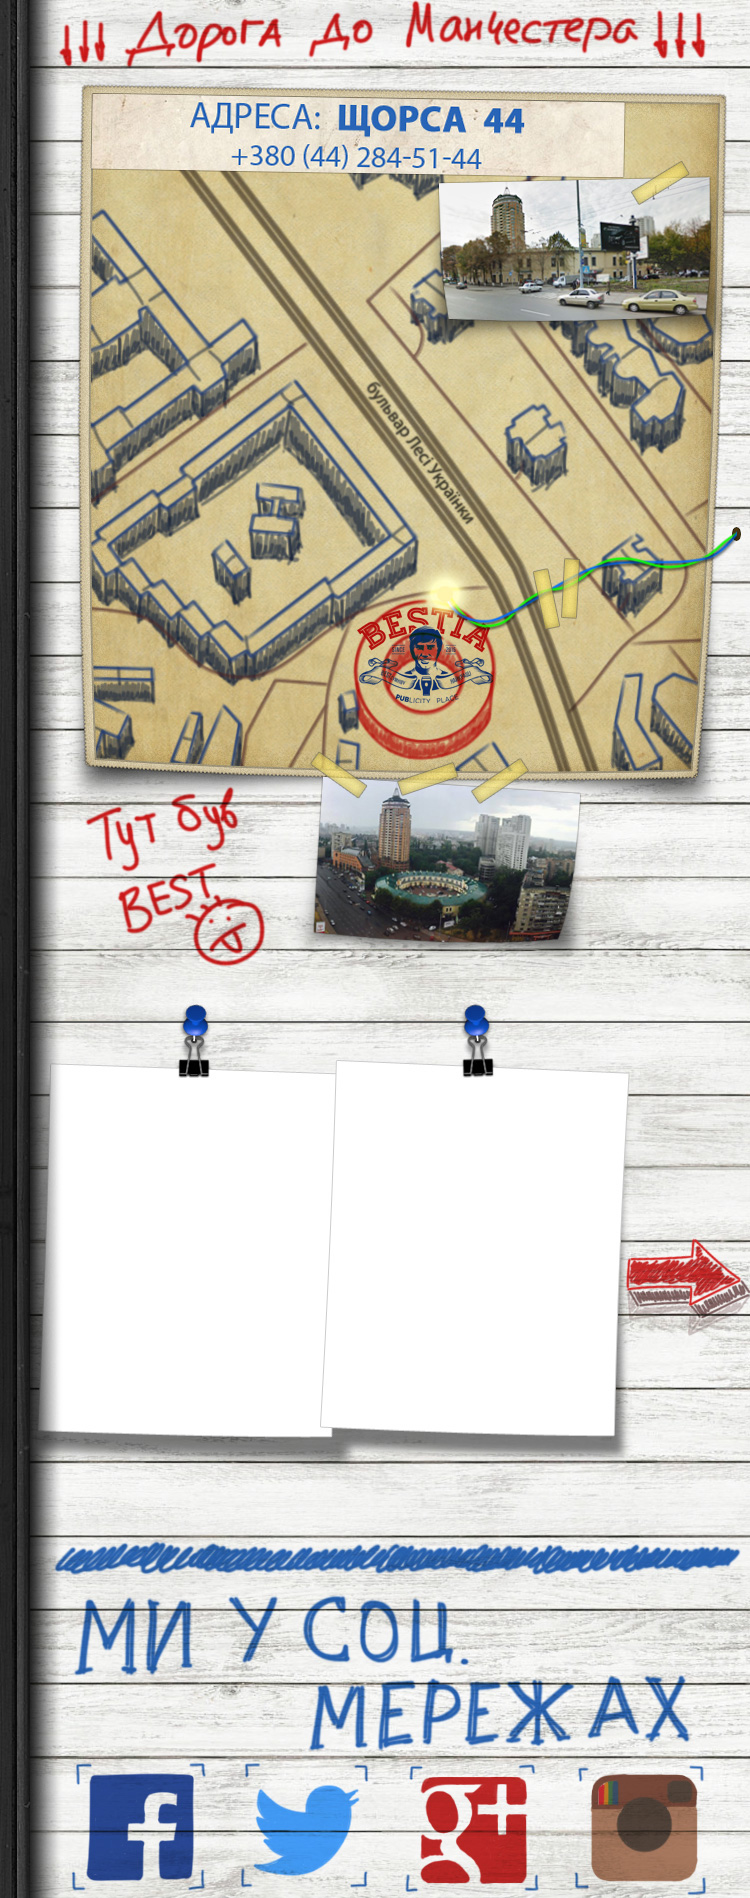 Дорога до Манчестера
АДРЕСА: ЩОРСА 44
+380 (44) 284-51-44
бульвар Лесі Українки
BESTIA
SINCE
PUBLICITY PLACE
Тут був
BEST
МИ У СОЦ.
МЕРЕЖАХ